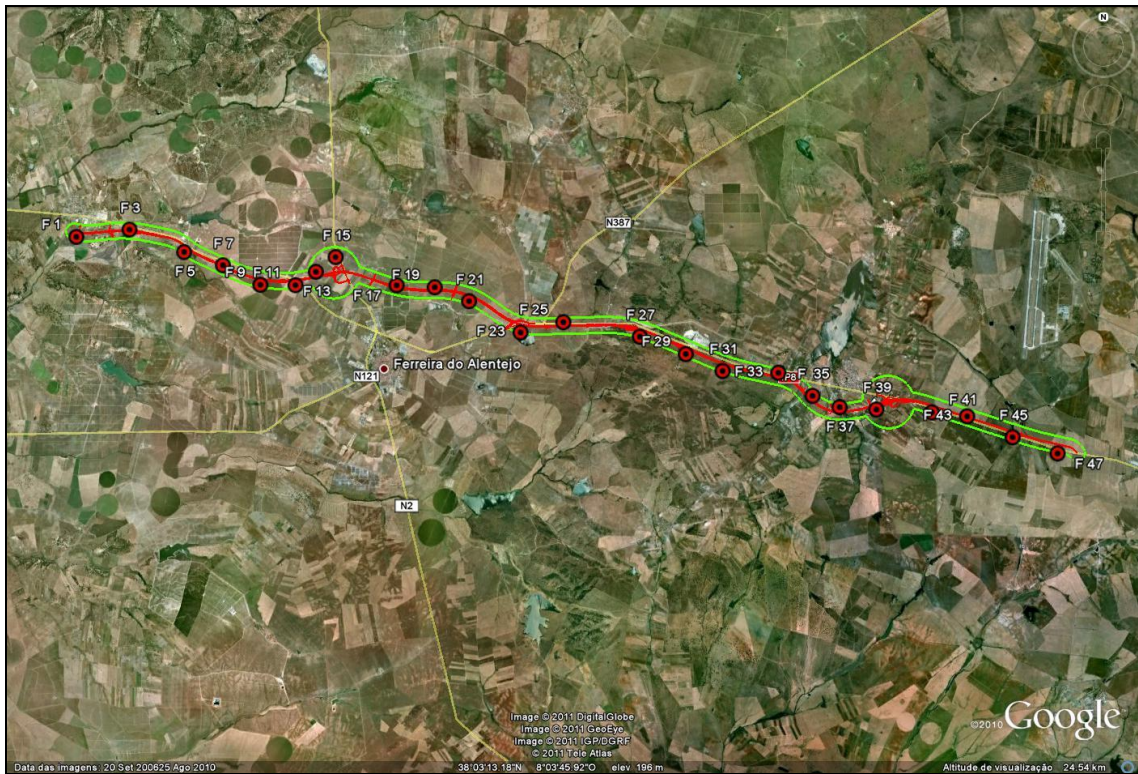 N
F 1
F 3
F 5
F 7
F 9
F 11
F 13
F 15
F 17
F 19
F 21
F 23
F 25
F 27
F 29
F 31
F 33
F 35
F 37
F 39
F 43
F 41
F 45
F 47
N387
IP8
N121
Ferreira do Alentejo
N2
Image © 2011 DigitalGlobe
Image © 2011 GeoEye
Image © 2011 IGP/DGRF
© 2011 Tele Atlas
©2010 Google
Data das imagens: 20 Set 200625 Ago 2010
38°03'13.18"N 8°03'45.92"O elev 196 m
Altitude de visualização 24.54 km